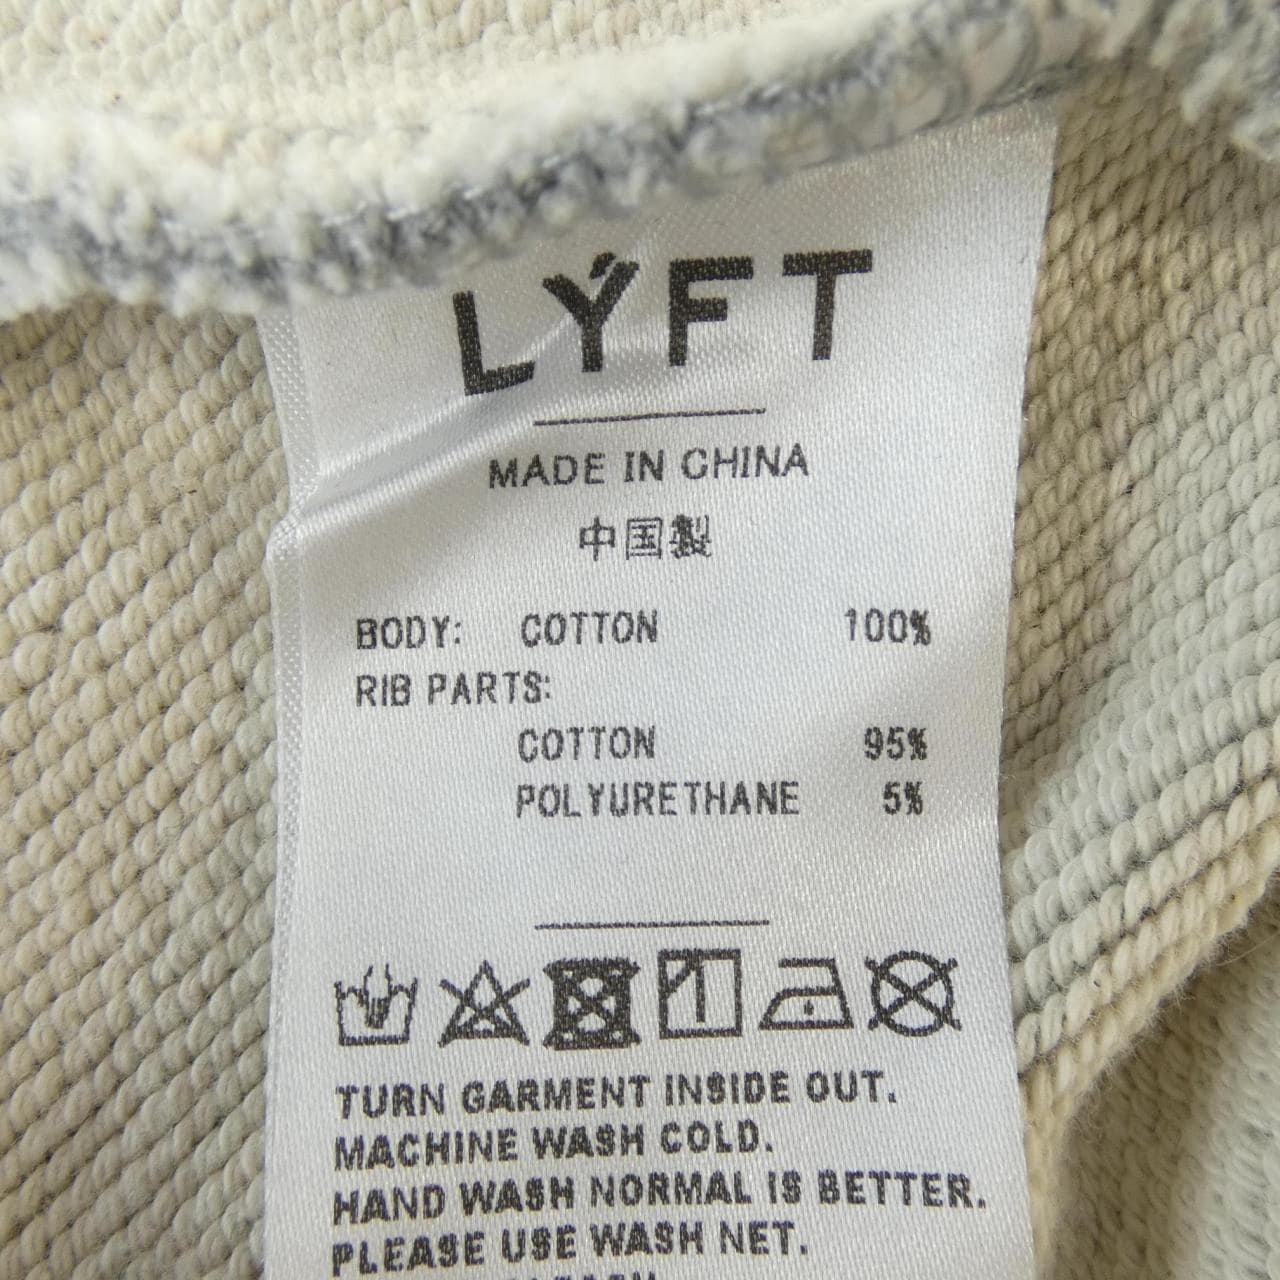 LÝFT
MADE IN CHINA
中国製
BODY: COTTON 100%
RIB PARTS:
COTTON 95%
POLYURETHANE 5%
TURN GARMENT INSIDE OUT.
MACHINE WASH COLD.
HAND WASH NORMAL IS BETTER.
PLEASE USE WASH NET.